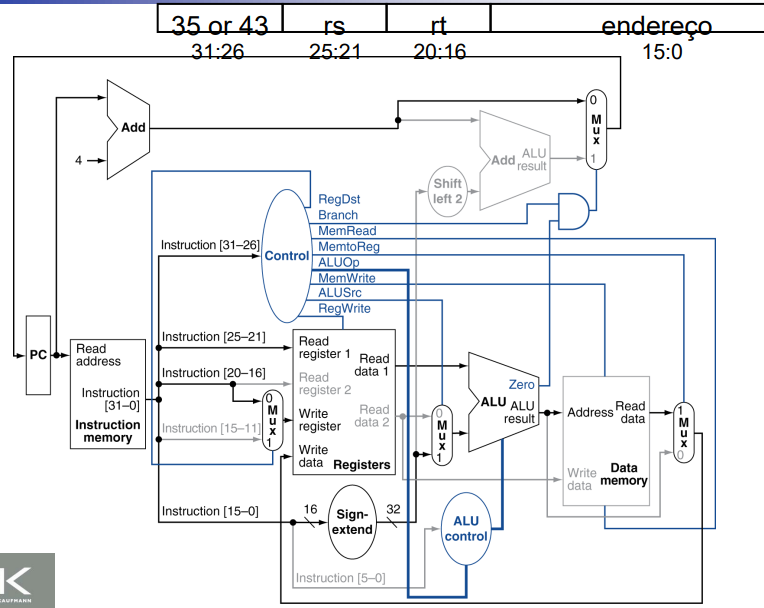 35 or 43 rs rt endereço
31:26 25:21 20:16 15:0
0
M
u
x
1
Add
4
Add ALU
result
Shift
left 2
RegDst
Branch
MemRead
MemtoReg
ALUOp
MemWrite
ALUSrc
RegWrite
Control
Instruction [31–26]
Instruction [25–21]
Instruction [20–16]
Instruction [15–11]
Instruction [15–0]
Instruction [5–0]
PC
Read
address
Instruction
[31–0]
Instruction
memory
0
M
u
x
1
Read
register 1
Read
register 2
Write
register
Write
data
Read
data 1
Read
data 2
Registers
0
M
u
x
1
Zero
ALU
ALU
result
Address
Read
data
Write
data
Data
memory
1
M
u
x
0
16
Sign-
extend
32
ALU
control
KAUFMANN